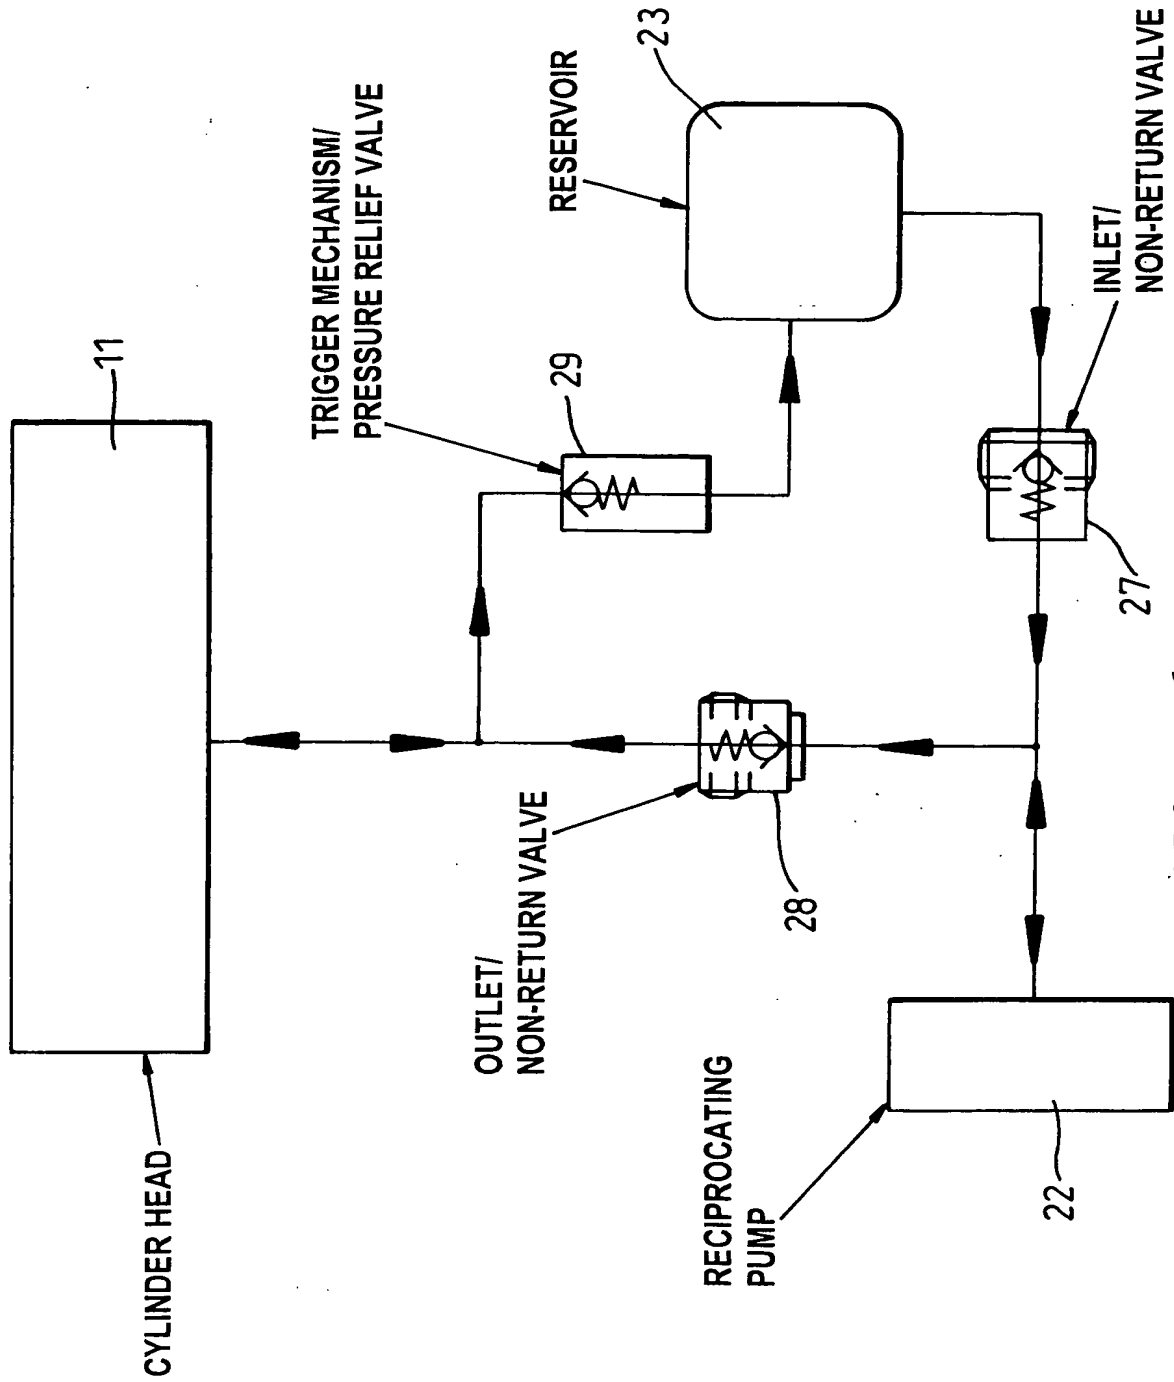 CYLINDER HEAD
11
TRIGGER MECHANISM/
PRESSURE RELIEF VALVE
29
RESERVOIR
23
OUTLET/
NON-RETURN VALVE
28
INLET/
NON-RETURN VALVE
27
RECIPROCATING
PUMP
22